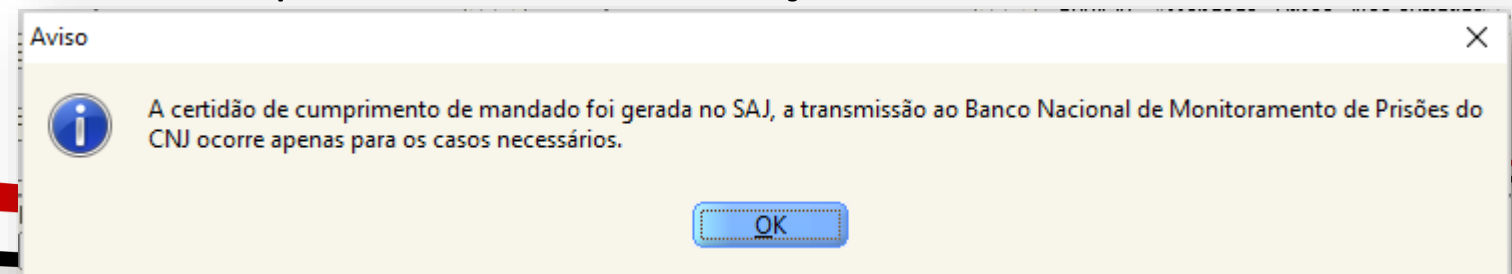 Aviso
A certidão de cumprimento de mandado foi gerada no SAJ, a transmissão ao Banco Nacional de Monitoramento de Prisões do
CNJ ocorre apenas para os casos necessários.
OK